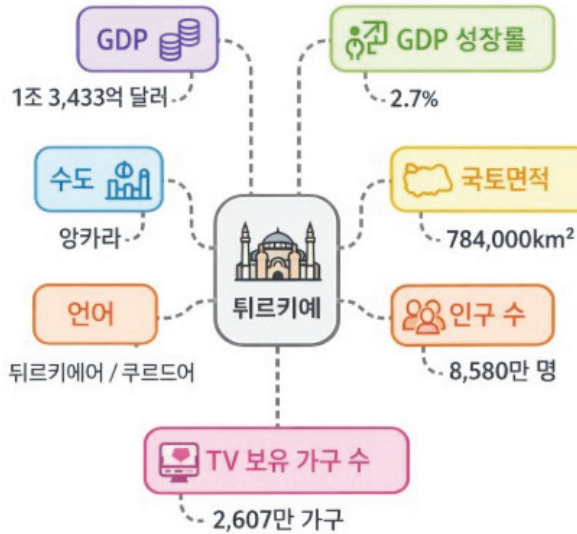 GDP
1조 3,433억 달러
GDP 성장률
2.7%
수도
앙카라
국토면적
784,000km²
튀르키예
언어
튀르키에어 / 쿠르드어
인구 수
8,580만 명
TV 보유 가구 수
2,607만 가구